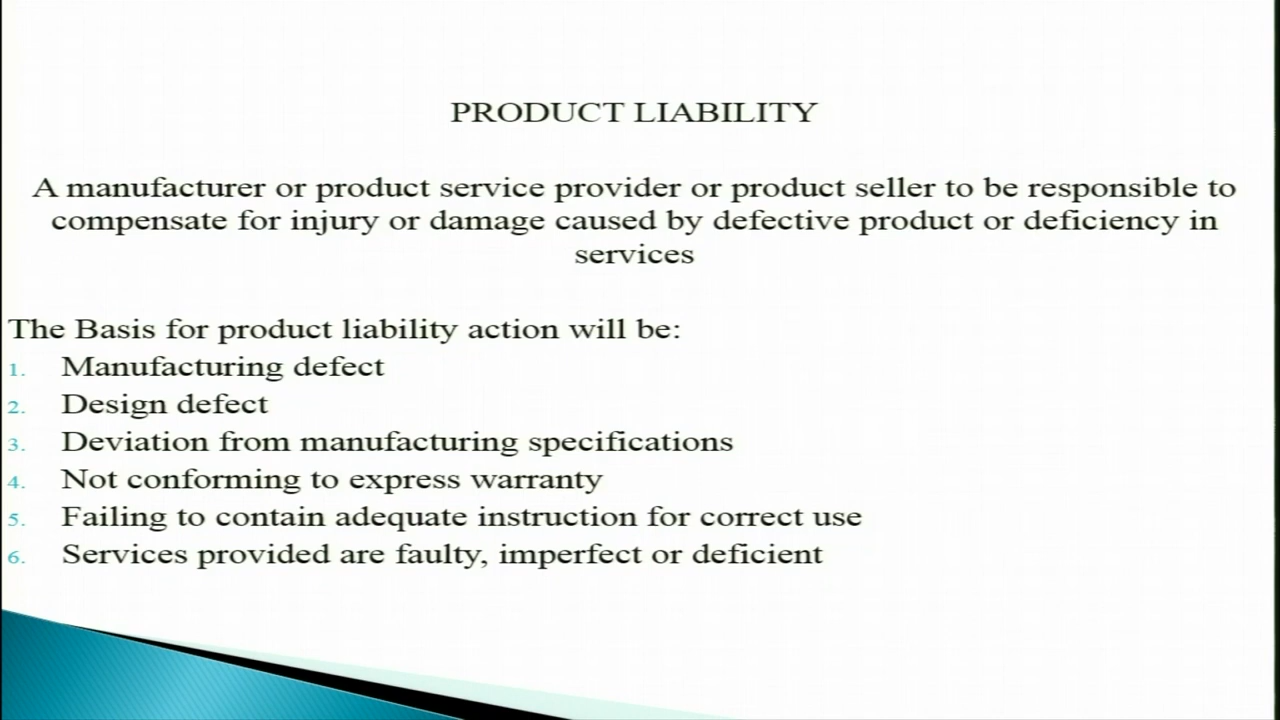 PRODUCT LIABILITY
A manufacturer or product service provider or product seller to be responsible to
compensate for injury or damage caused by defective product or deficiency in
services
The Basis for product liability action will be:
1. Manufacturing defect
2. Design defect
3. Deviation from manufacturing specifications
4. Not conforming to express warranty
5. Failing to contain adequate instruction for correct use
6. Services provided are faulty, imperfect or deficient